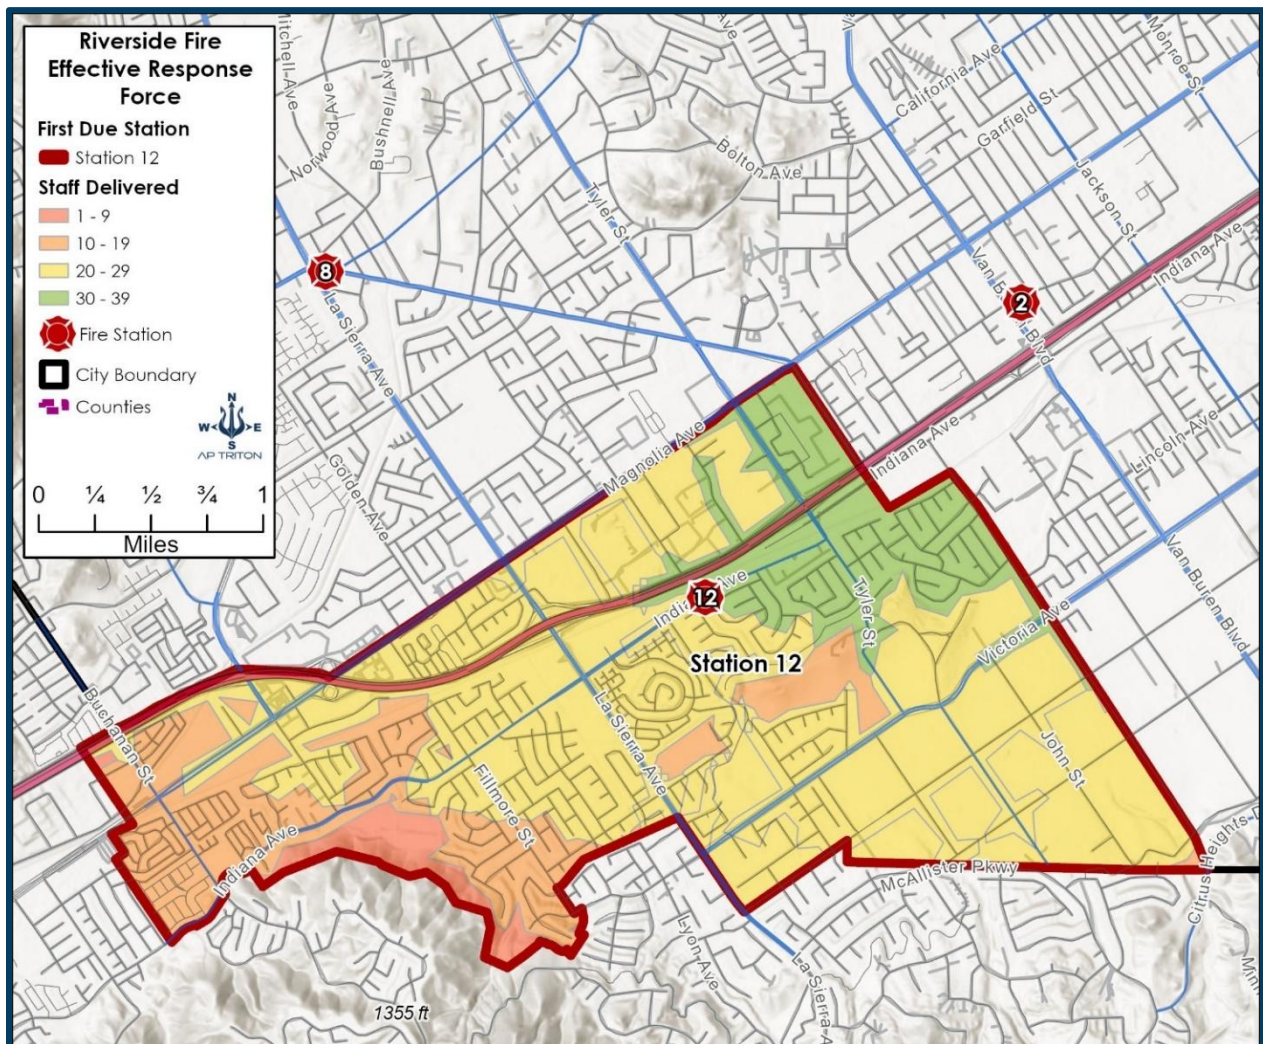 Riverside Fire
Effective Response
Force
First Due Station
Station 12
Staff Delivered
1 - 9
10 - 19
20 - 29
30 - 39
Fire Station
City Boundary
Counties
N
W E
S
AP TRITON
0 ¼ ½ ¾ 1
Miles
Mitchell Ave
Norwood Ave
Bushnell Ave
Tyler St
Bolton Ave
California Ave
Garfield St
Monroe St
Jackson St
Indiana Ave
Van Buren Blvd
8
2
La Sierra Ave
Golden Ave
Magnolia Ave
Indiana Ave
Lincoln Ave
Van Buren Blvd
12
Indiana Ave
Tyler St
Victoria Ave
Station 12
La Sierra Ave
John St
Buchanan St
Fillmore St
Indiana Ave
McAllister Pkwy
Citrus Heights D
Lyon Ave
La Sierra A
1355 ft